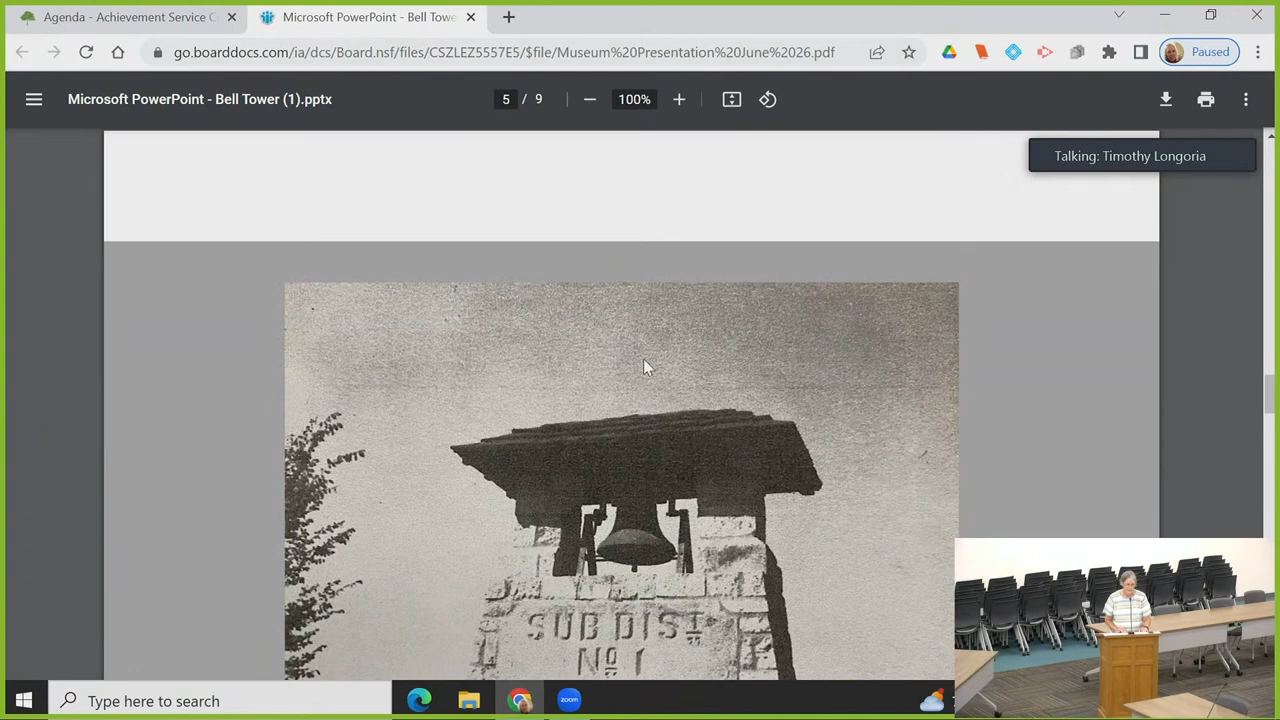 Agenda - Achievement Service C
Microsoft PowerPoint - Bell Towe
go.boarddocs.com/ia/dcs/Board.nsf/files/CSZLEZ5557E5/$file/Museum%20Presentation%20June%2026.pdf
Paused
Microsoft PowerPoint - Bell Tower (1).pptx
5 / 9
100%
Talking: Timothy Longoria
SUB DIST
No 1
Type here to search
zoom